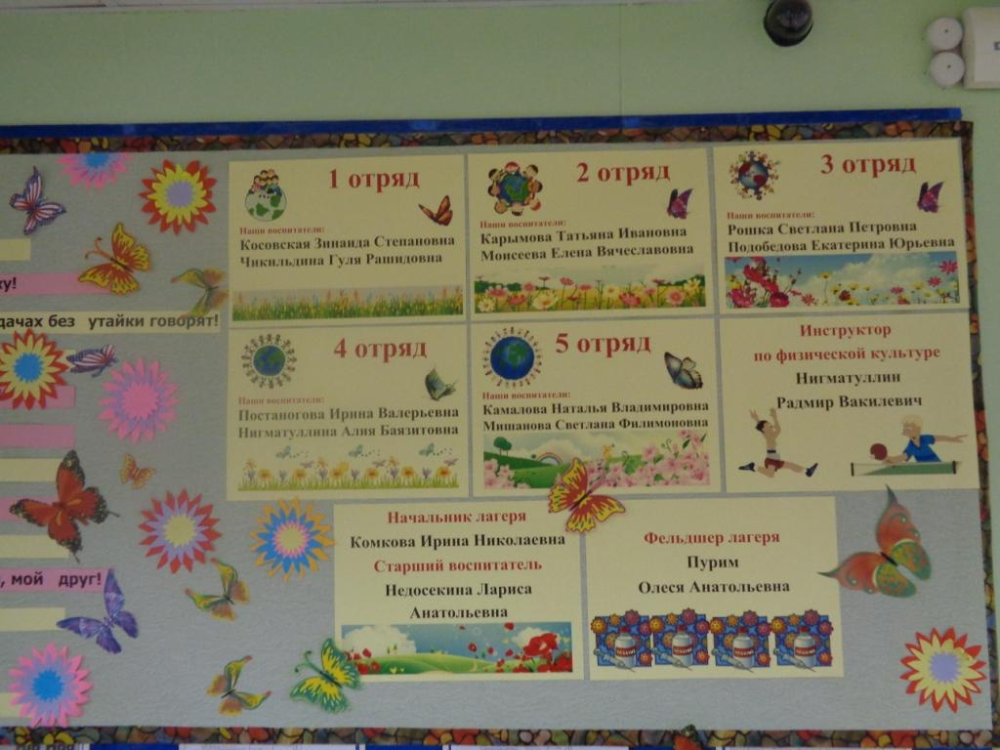 ку!
дачах без утайки говорят!
, мой друг!
1 отряд
Наши воспитатели:
Косовская Зинаида Степановна
Чикильдина Гуля Рашидовна
2 отряд
Наши воспитатели:
Карымова Татьяна Ивановна
Моисеева Елена Вячеславовна
3 отряд
Наши воспитатели:
Рошка Светлана Петровна
Подобедова Екатерина Юрьевна
4 отряд
Наши воспитатели:
Постаногова Ирина Валерьевна
Нигматуллина Алия Баязитовна
5 отряд
Наши воспитатели:
Камалова Наталья Владимировна
Мишанова Светлана Филимоновна
Инструктор
по физической культуре
Нигматуллин
Радмир Вакилевич
Начальник лагеря
Комкова Ирина Николаевна
Старший воспитатель
Недосекина Лариса
Анатольевна
Фельдшер лагеря
Пурим
Олеся Анатольевна